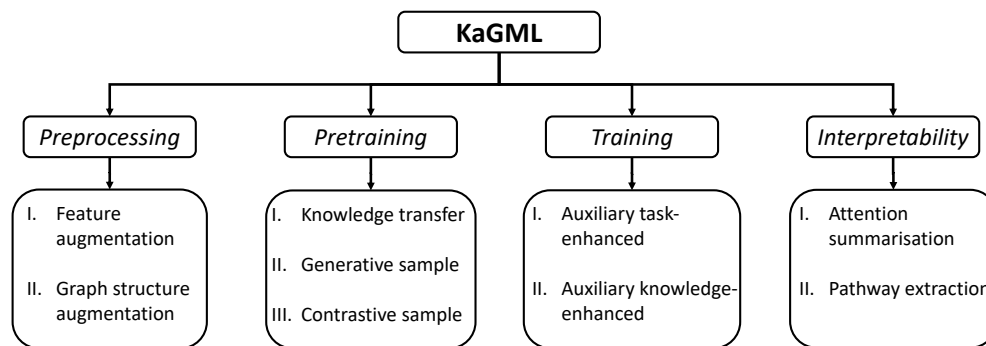 KaGML
Preprocessing
Pretraining
Training
Interpretability
I. Feature
augmentation
II. Graph structure
augmentation
I. Knowledge transfer
II. Generative sample
III. Contrastive sample
I. Auxiliary task-
enhanced
II. Auxiliary knowledge-
enhanced
I. Attention
summarisation
II. Pathway extraction